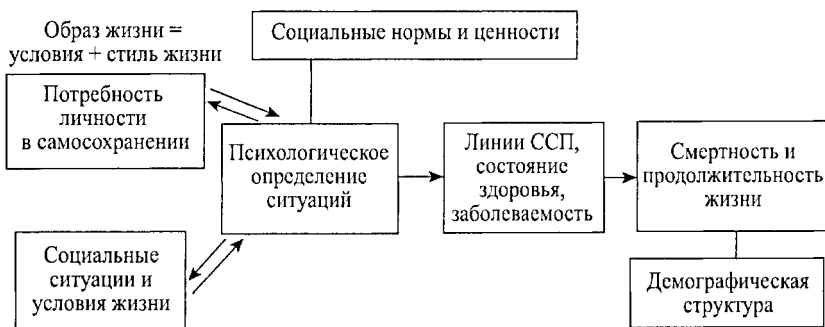 Образ жизни =
условия + стиль жизни
Социальные нормы и ценности
Потребность
личности
в самосохранении
Психологическое
определение
ситуаций
Линии ССП,
состояние
здоровья,
заболеваемость
Смертность и
продолжительность
жизни
Социальные
ситуации и
условия жизни
Демографическая
структура